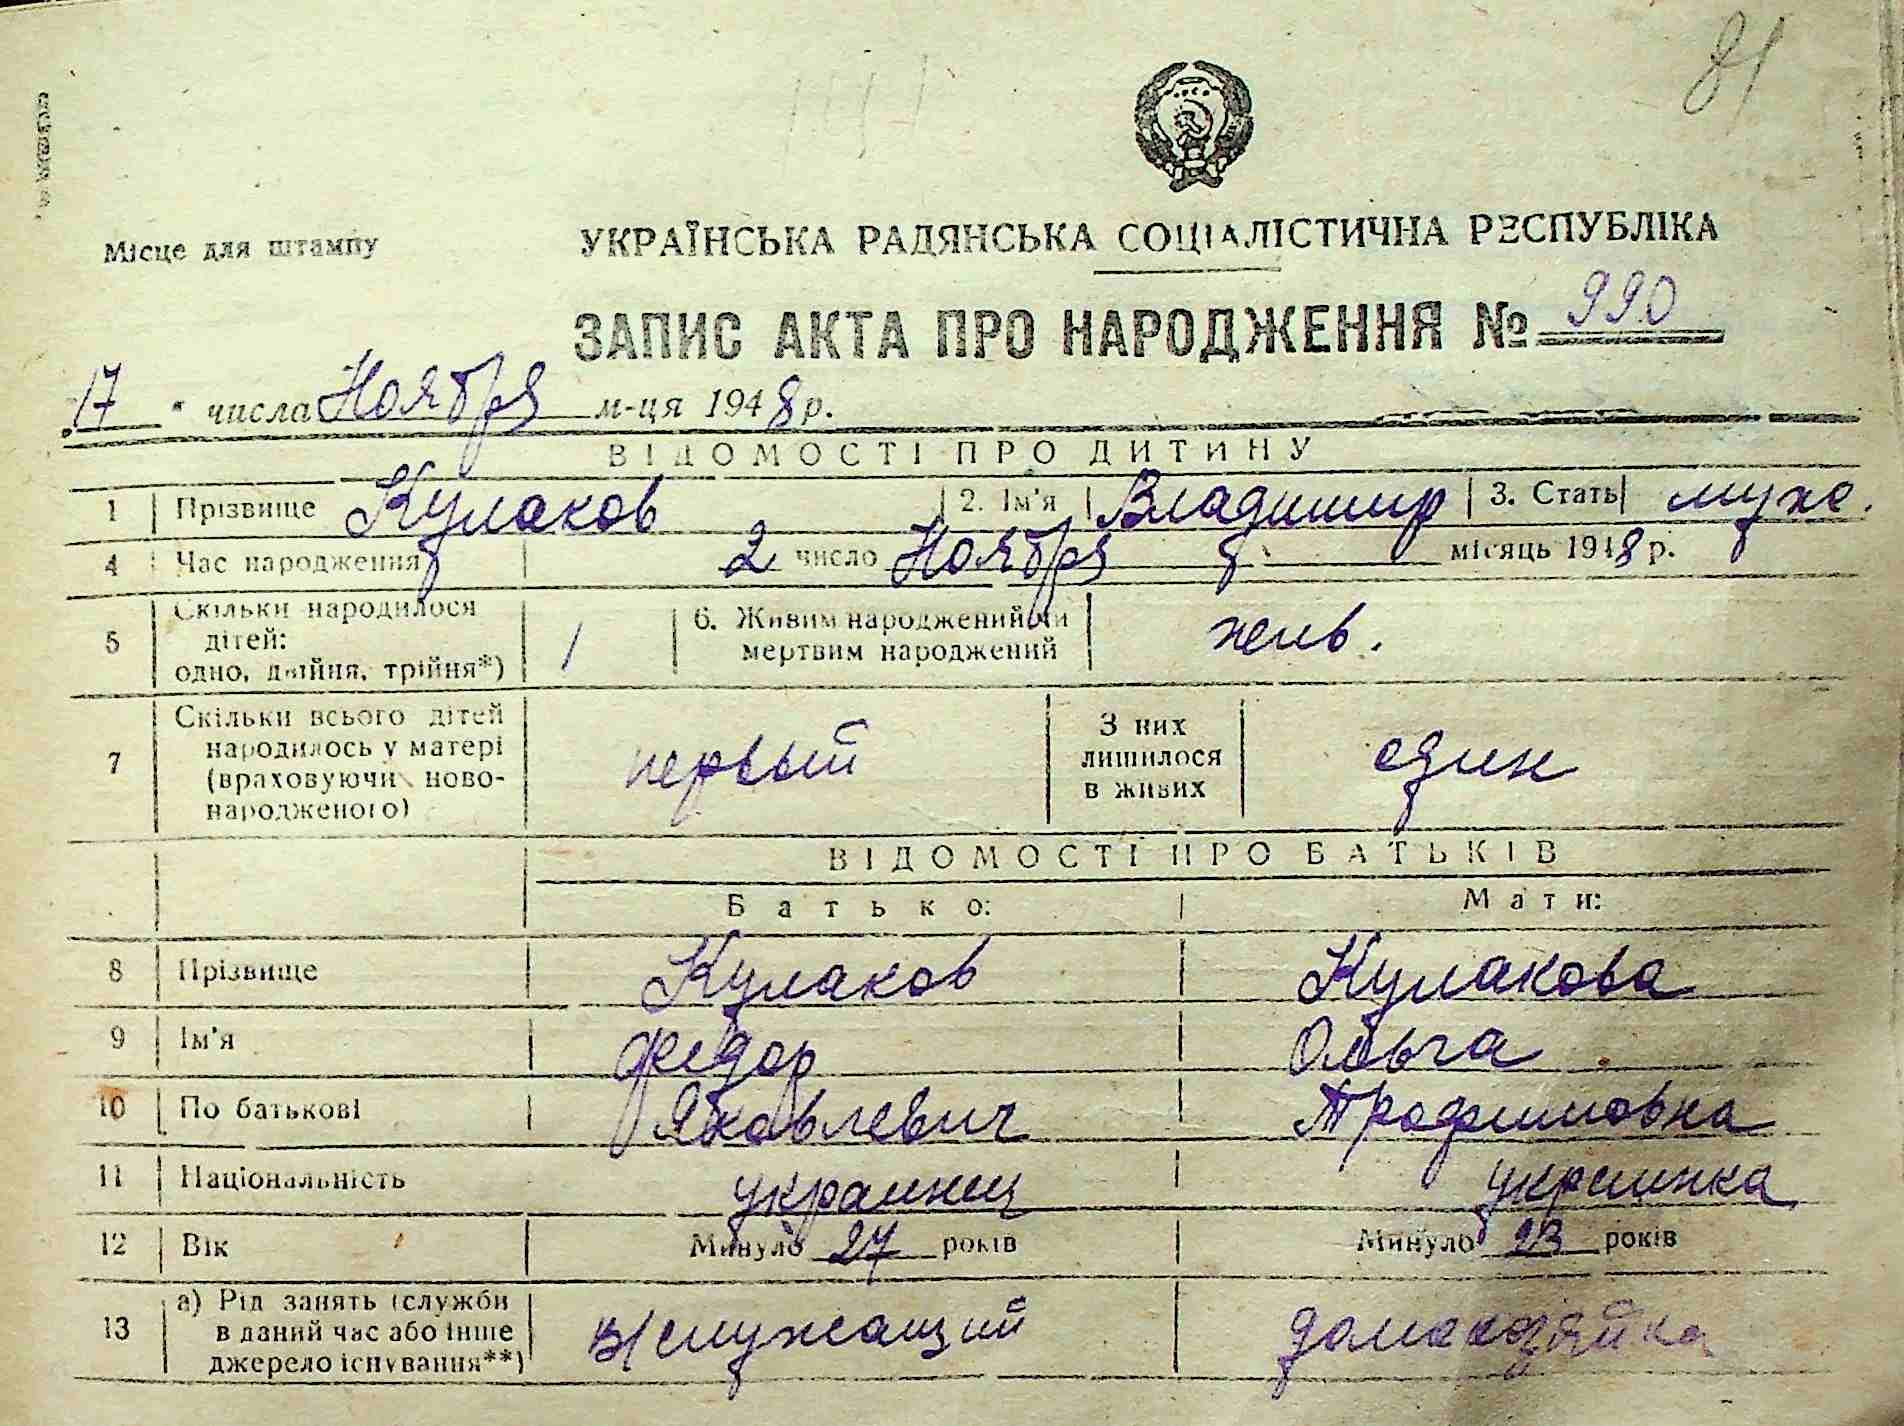 81
Місце для штампу
УКРАЇНСЬКА РАДЯНСЬКА СОЦІАЛІСТИЧНА РЕСПУБЛІКА
ЗАПИС АКТА ПРО НАРОДЖЕННЯ № 990
17 " числа Ноября м-ця 1948 р.
ВІДОМОСТІ ПРО ДИТИНУ
1 Прізвище Кулаков 2. Ім'я Владимир 3. Стать муж.
4 Час народження 2 число Ноября місяць 1948 р.
5 Скільки народилося дітей: одно, двійня, трійня*) 1 6. Живим народжений чи мертвим народжений жив.
7 Скільки всього дітей народилось у матері (враховуючи новонародженого) первый З них лишилося в живих один
ВІДОМОСТІ ПРО БАТЬКІВ
Батько: Мати:
8 Прізвище Кулаков Кулакова
9 Ім'я Федор Ольга
10 По батькові Яковлевич Трофимовна
11 Національність украинец украинка
12 Вік Минуло 27 років Минуло 23 років
13 а) Рід занять (служби в даний час або інше джерело існування**) в/служащий домохозяйка